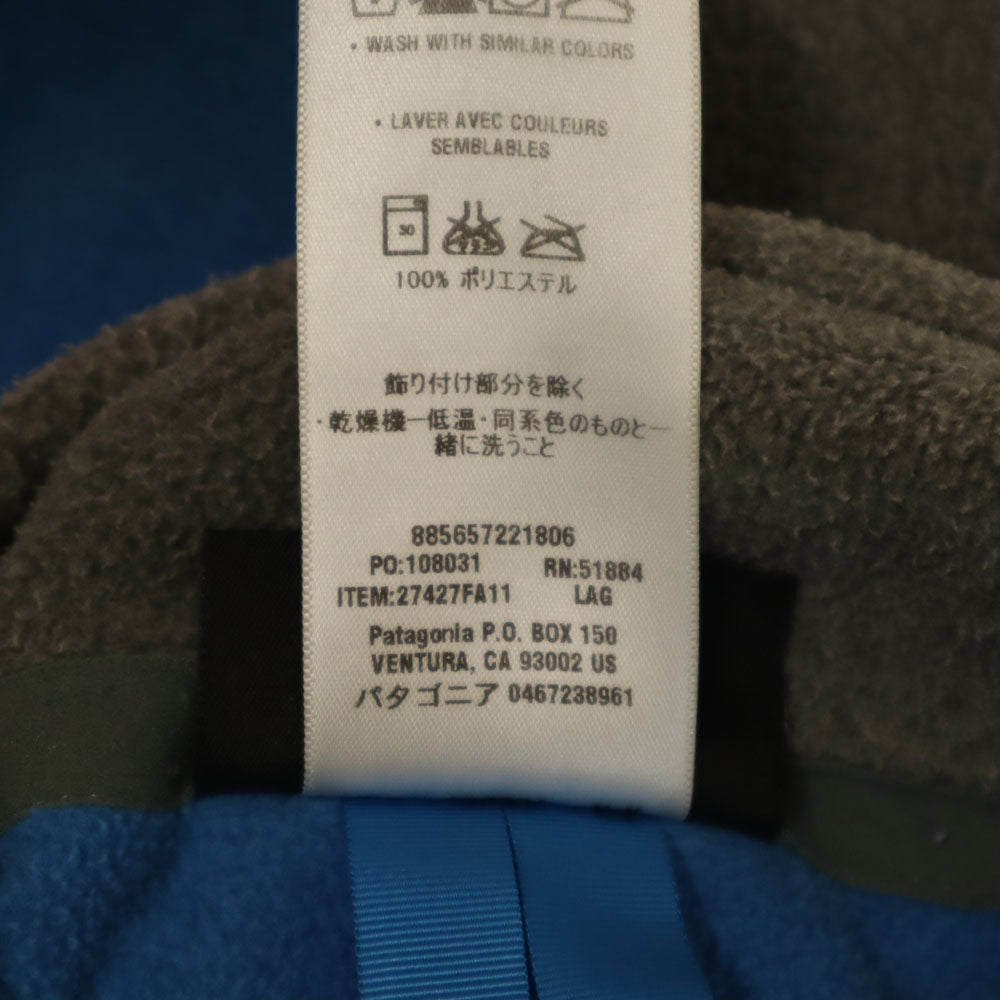 • WASH WITH SIMILAR COLORS
• LAVER AVEC COULEURS
SEMBLABLES
30
100% ポリエステル
飾り付け部分を除く
・乾燥機一低温・同系色のものと一
緒に洗うこと
885657221806
PO:108031 RN:51884
ITEM:27427FA11 LAG
Patagonia P.O. BOX 150
VENTURA, CA 93002 US
パタゴニア 0467238961